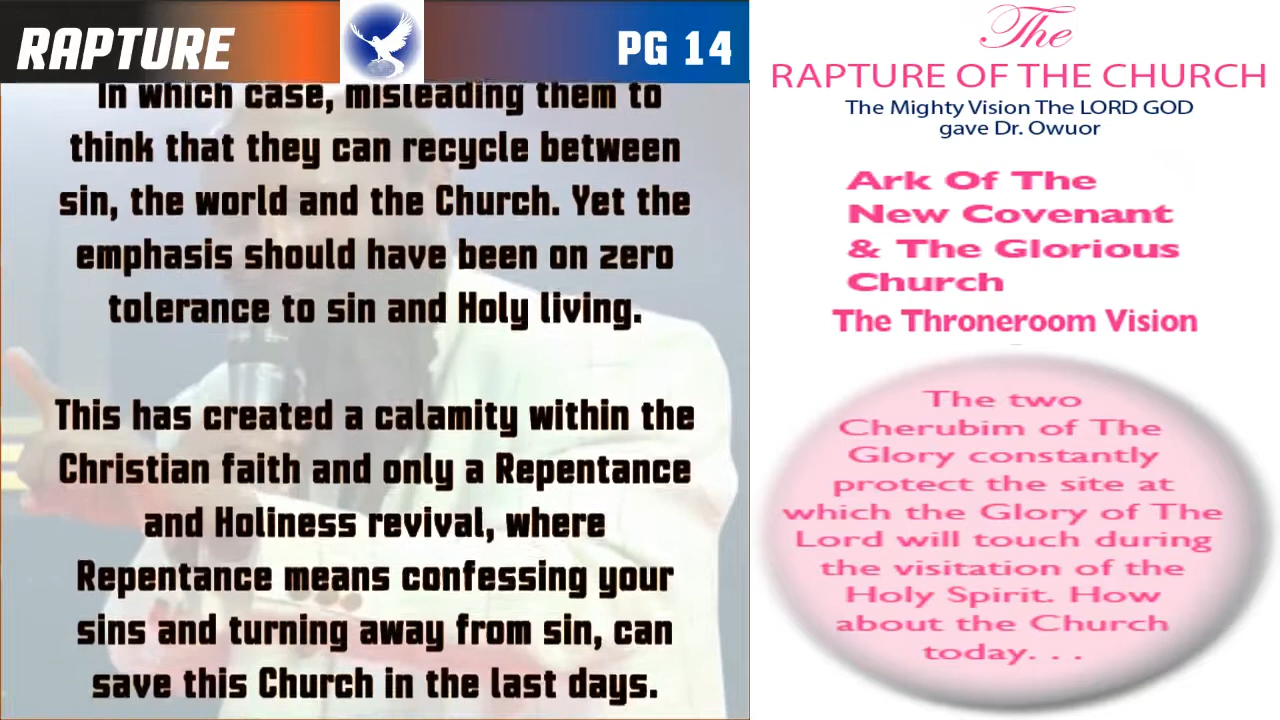 RAPTURE
PG 14
In which case, misleading them to
think that they can recycle between
sin, the world and the Church. Yet the
emphasis should have been on zero
tolerance to sin and Holy living.
This has created a calamity within the
Christian faith and only a Repentance
and Holiness revival, where
Repentance means confessing your
sins and turning away from sin, can
save this Church in the last days.
The
RAPTURE OF THE CHURCH
The Mighty Vision The LORD GOD
gave Dr. Owuor
Ark Of The
New Covenant
& The Glorious
Church
The Throneroom Vision
The two
Cherubim of The
Glory constantly
protect the site at
which the Glory of The
Lord will touch during
the visitation of the
Holy Spirit. How
about the Church
today. . .